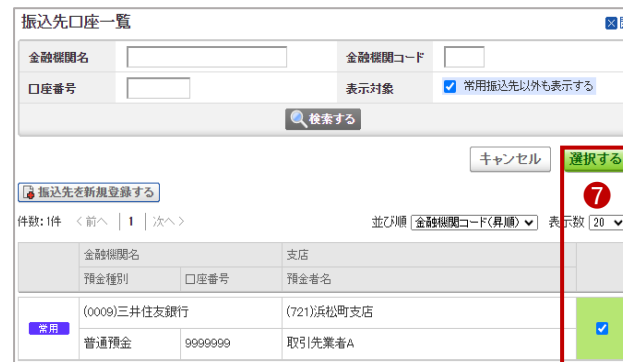 振込先口座一覧
金融機関名 金融機関コード
口座番号 表示対象 常用振込先以外も表示する
検索する
キャンセル 選択する
7
振込先を新規登録する
件数:1件 <前へ | 1 | 次へ> 並び順 金融機関コード(昇順) 表示数 20
金融機関名 支店
預金種別 口座番号 預金者名
(0009)三井住友銀行 (721)浜松町支店
常用
普通預金 9999999 取引先業者A